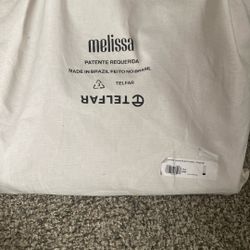 melissa
PATENTE REQUERIDA
MADE IN BRAZIL FEITO NO BRASIL
TELFAR
TELFAR